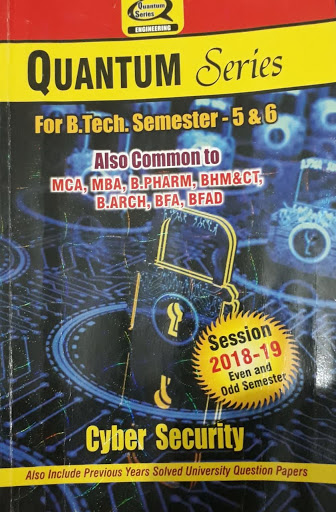 Quantum
Series
ENGINEERING
QUANTUM Series
For B.Tech. Semester - 5 & 6
Also Common to
MCA, MBA, B.PHARM, BHM&CT,
B.ARCH, BFA, BFAD
Session
2018-19
Even and
Odd Semester
Cyber Security
Also Include Previous Years Solved University Question Papers